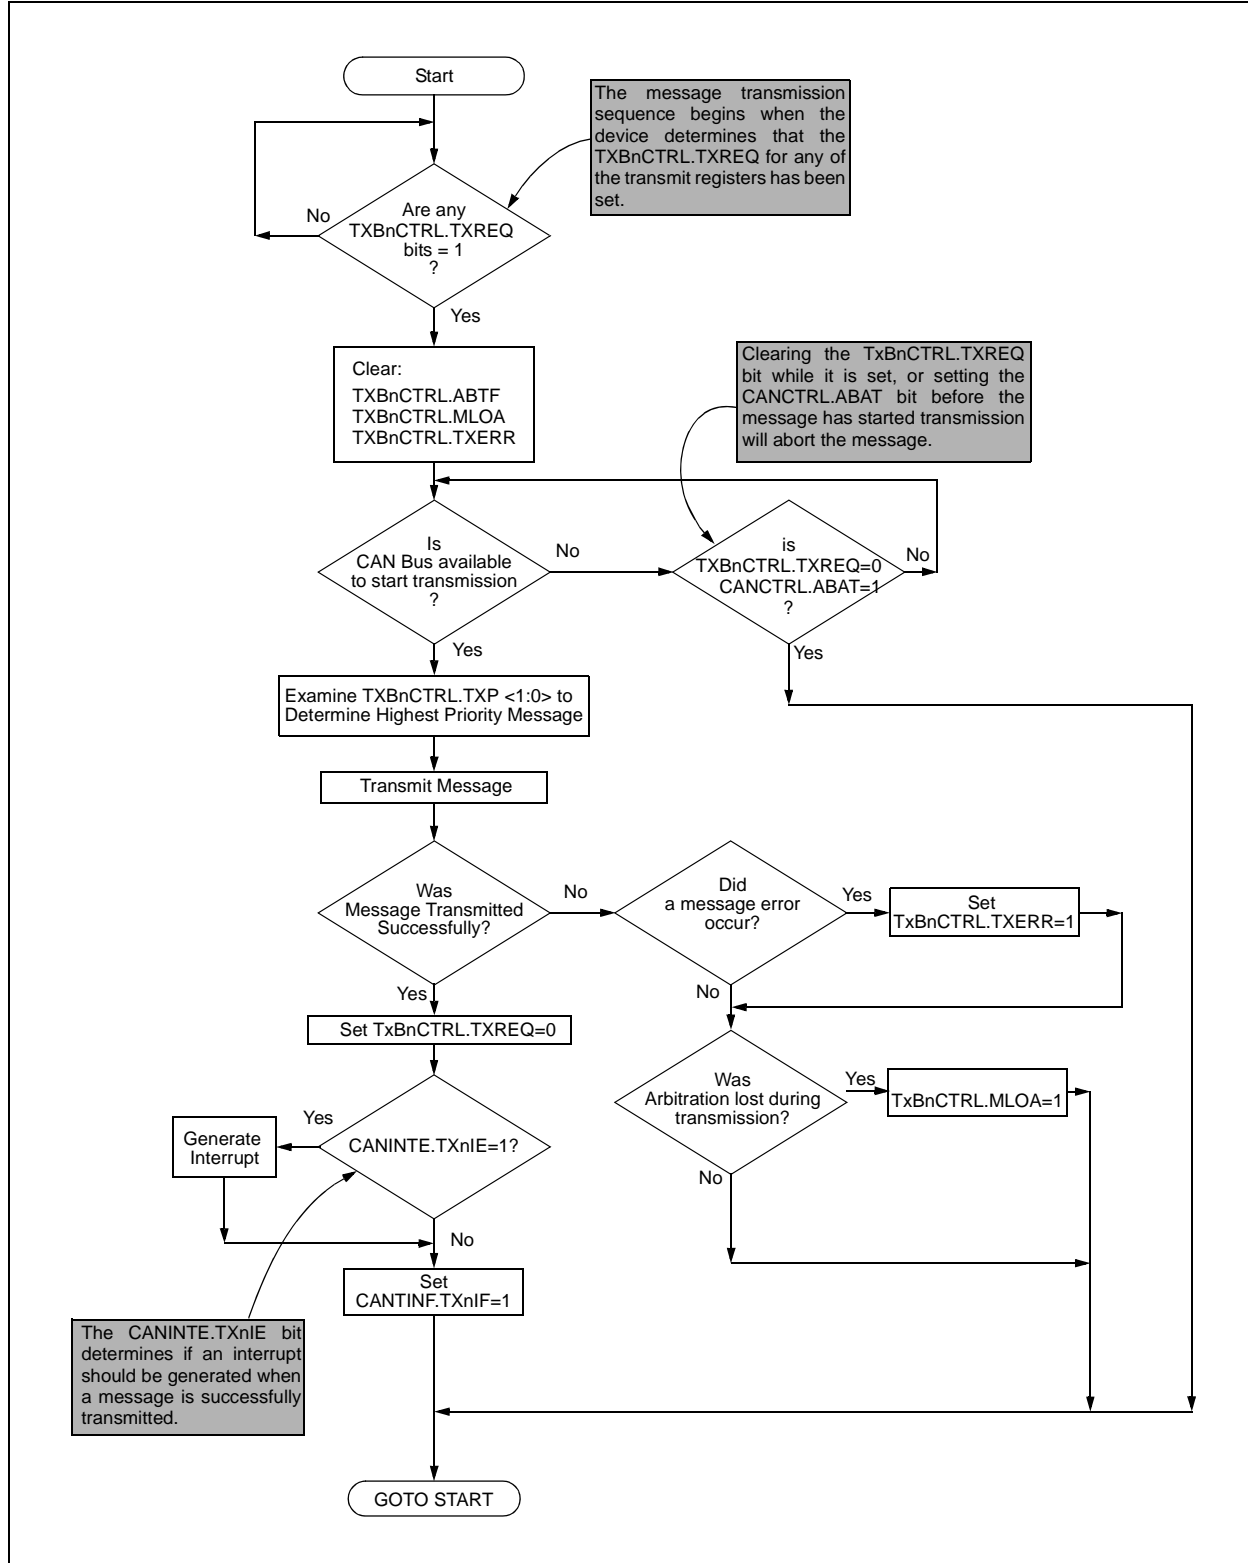 Start
The message transmission
sequence begins when the
device determines that the
TXBnCTRL.TXREQ for any of
the transmit registers has been
set.
No
Are any
TXBnCTRL.TXREQ
bits = 1
?
Yes
Clear:
TXBnCTRL.ABTF
TXBnCTRL.MLOA
TXBnCTRL.TXERR
Clearing the TxBnCTRL.TXREQ
bit while it is set, or setting the
CANCTRL.ABAT bit before the
message has started transmission
will abort the message.
Is
CAN Bus available
to start transmission
?
No
is
TXBnCTRL.TXREQ=0
CANCTRL.ABAT=1
?
No
Yes
Yes
Examine TXBnCTRL.TXP <1:0> to
Determine Highest Priority Message
Transmit Message
Was
Message Transmitted
Successfully?
No
Did
a message error
occur?
Yes
Set
TxBnCTRL.TXERR=1
Yes
No
Set TxBnCTRL.TXREQ=0
Was
Arbitration lost during
transmission?
Yes
TxBnCTRL.MLOA=1
Yes
Generate
Interrupt
CANINTE.TXnIE=1?
No
No
Set
CANTINF.TXnIF=1
The CANINTE.TXnIE bit
determines if an interrupt
should be generated when
a message is successfully
transmitted.
GOTO START